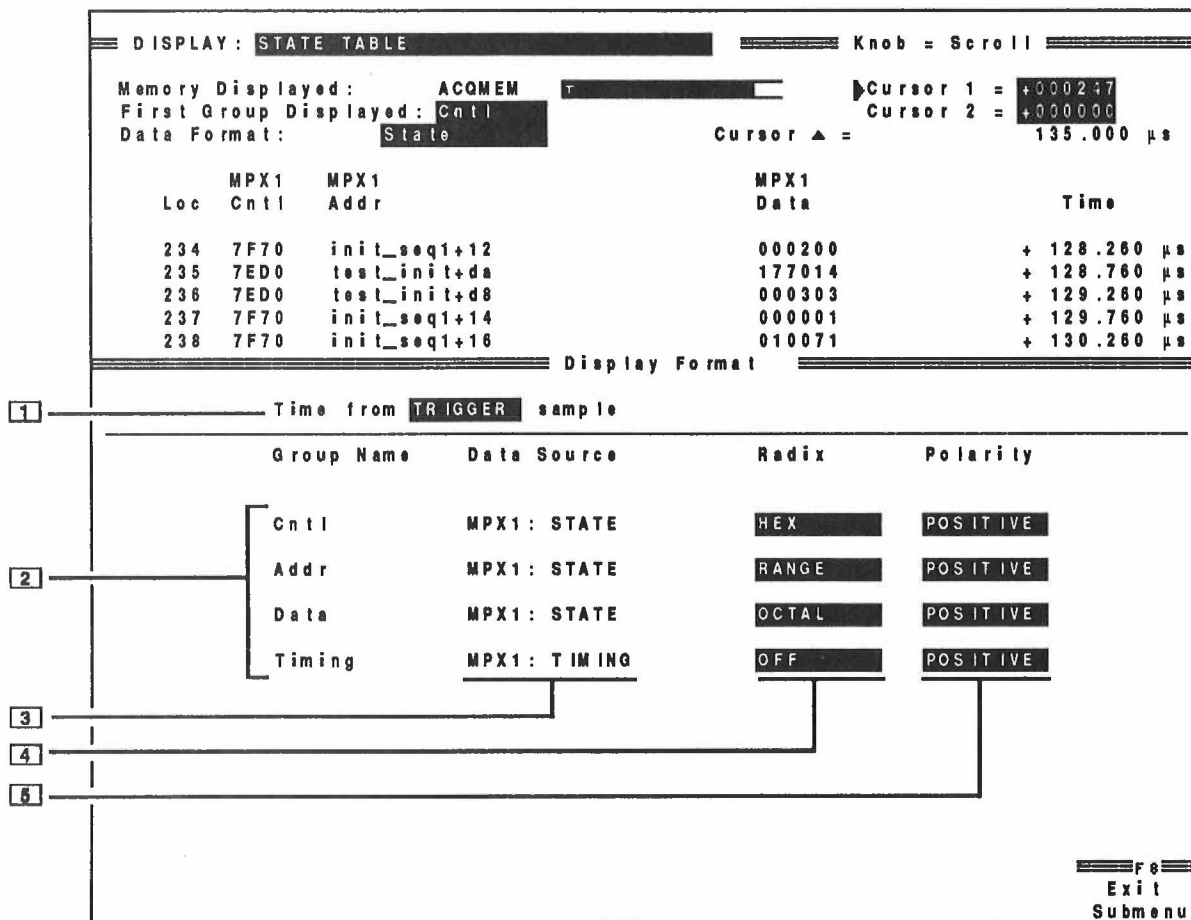 DISPLAY: STATE TABLE Knob = Scroll
Memory Displayed: ACQMEM T Cursor 1 = +000247
First Group Displayed: Cntl Cursor 2 = +000000
Data Format: State Cursor ▲ = 135.000 µs
MPX1 MPX1 MPX1
Loc Cntl Addr Data Time
234 7F70 init_seq1+12 000200 + 128.260 µs
235 7ED0 test_init+da 177014 + 128.760 µs
236 7ED0 test_init+d8 000303 + 129.260 µs
237 7F70 init_seq1+14 000001 + 129.760 µs
238 7F70 init_seq1+16 010071 + 130.260 µs
Display Format
1 Time from TRIGGER sample
Group Name Data Source Radix Polarity
Cntl MPX1: STATE HEX POSITIVE
2 Addr MPX1: STATE RANGE POSITIVE
Data MPX1: STATE OCTAL POSITIVE
Timing MPX1: TIMING OFF POSITIVE
3
4
5
F8
Exit
Submenu